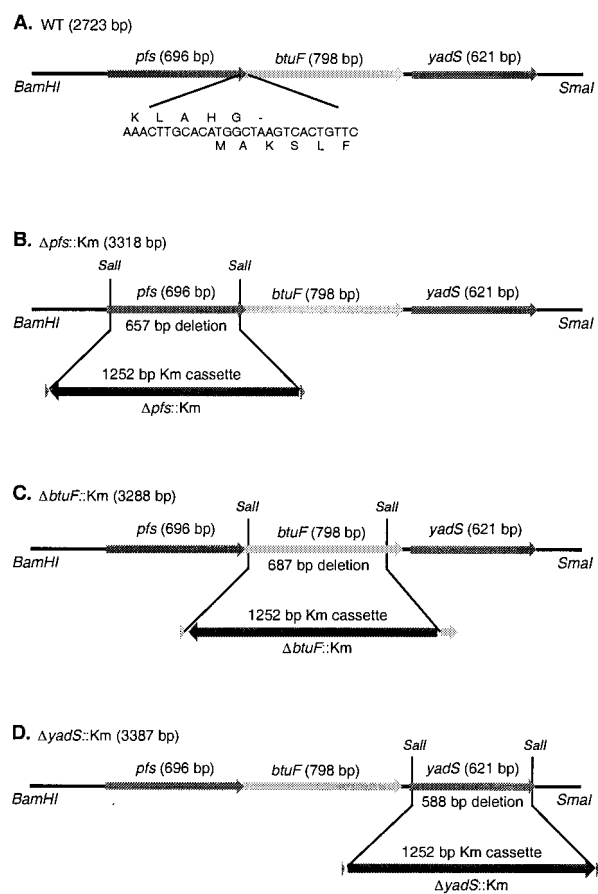 A. WT (2723 bp)
pfs (696 bp) btuF (798 bp) yadS (621 bp)
BamHI SmaI
K L A H G -
AAACTTGCACATGGCTAAGTCACTGTTC
M A K S L F
B. Δpfs::Km (3318 bp)
SalI SalI
pfs (696 bp) btuF (798 bp) yadS (621 bp)
BamHI 657 bp deletion SmaI
1252 bp Km cassette
Δpfs::Km
C. ΔbtuF::Km (3288 bp)
SalI SalI
pfs (696 bp) btuF (798 bp) yadS (621 bp)
BamHI 687 bp deletion SmaI
1252 bp Km cassette
ΔbtuF::Km
D. ΔyadS::Km (3387 bp)
SalI SalI
pfs (696 bp) btuF (798 bp) yadS (621 bp)
BamHI 588 bp deletion SmaI
1252 bp Km cassette
ΔyadS::Km